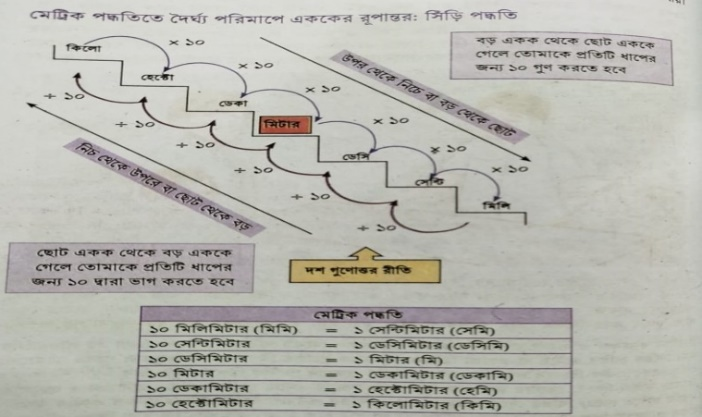 মেট্রিক পদ্ধতিতে দৈর্ঘ্য পরিমাপে এককের রূপান্তর: সিঁড়ি পদ্ধতি
কিলো
হেক্টো
ডেকা
মিটার
ডেসি
সেন্টি
মিলি
× ১০
× ১০
× ১০
× ১০
× ১০
× ১০
বড় একক থেকে ছোট এককে
গেলে তোমাকে প্রতিটি ধাপের
জন্য ১০ গুণ করতে হবে
উপর থেকে নিচে বা বড় থেকে ছোট
÷ ১০
÷ ১০
÷ ১০
÷ ১০
÷ ১০
÷ ১০
নিচ থেকে উপরে বা ছোট থেকে বড়
ছোট একক থেকে বড় এককে
গেলে তোমাকে প্রতিটি ধাপের
জন্য ১০ দ্বারা ভাগ করতে হবে
দশ গুণোত্তর রীতি
মেট্রিক পদ্ধতি
১০ মিলিমিটার (মিমি) = ১ সেন্টিমিটার (সেমি)
১০ সেন্টিমিটার = ১ ডেসিমিটার (ডেসিমি)
১০ ডেসিমিটার = ১ মিটার (মি)
১০ মিটার = ১ ডেকামিটার (ডেকামি)
১০ ডেকামিটার = ১ হেক্টোমিটার (হেমি)
১০ হেক্টোমিটার = ১ কিলোমিটার (কিমি)